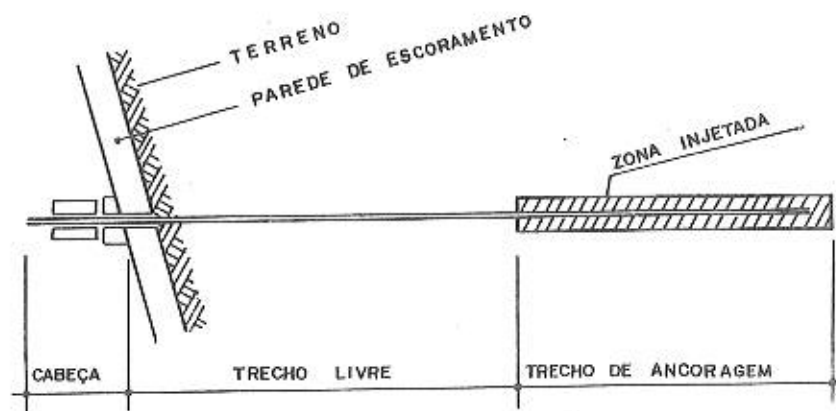 TERRENO
PAREDE DE ESCORAMENTO
ZONA INJETADA
CABEÇA
TRECHO LIVRE
TRECHO DE ANCORAGEM